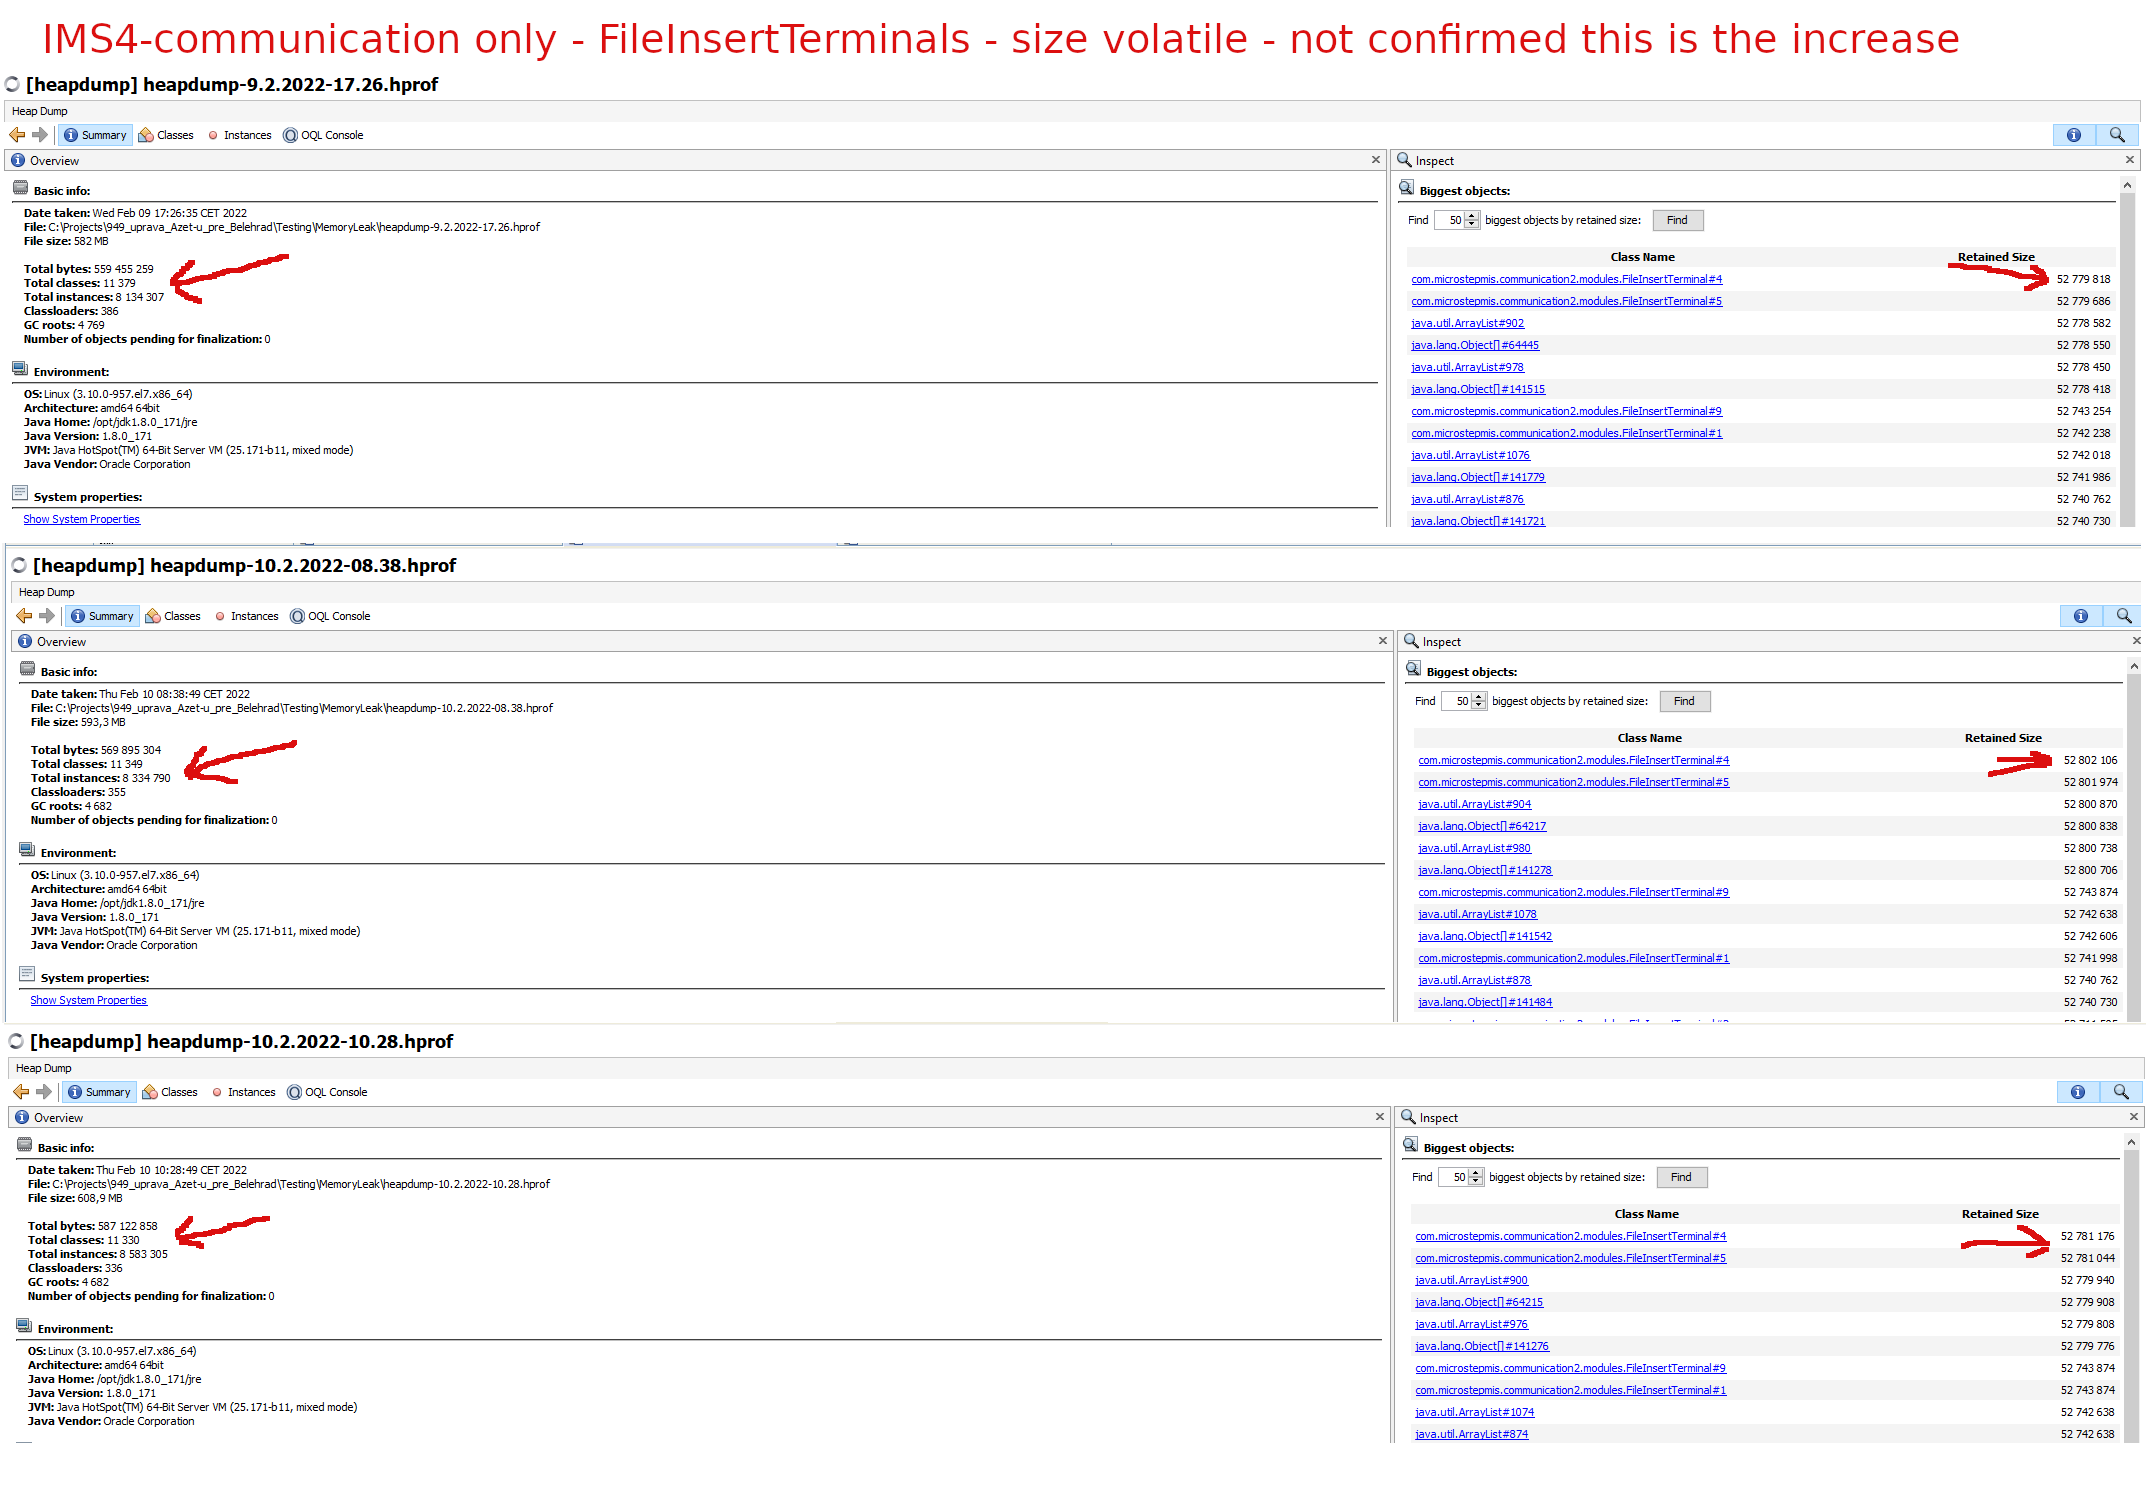 IMS4-communication only - FileInsertTerminals - size volatile - not confirmed this is the increase
[heapdump] heapdump-9.2.2022-17.26.hprof
Heap Dump
Summary Classes Instances OQL Console
Overview
Basic info:
Date taken: Wed Feb 09 17:26:35 CET 2022
File: C:\Projects\949_uprava_Azet-u_pre_Belehrad\Testing\MemoryLeak\heapdump-9.2.2022-17.26.hprof
File size: 582 MB
Total bytes: 559 455 259
Total classes: 11 379
Total instances: 8 134 307
Classloaders: 386
GC roots: 4 769
Number of objects pending for finalization: 0
Environment:
OS: Linux (3.10.0-957.el7.x86_64)
Architecture: amd64 64bit
Java Home: /opt/jdk1.8.0_171/jre
Java Version: 1.8.0_171
JVM: Java HotSpot(TM) 64-Bit Server VM (25.171-b11, mixed mode)
Java Vendor: Oracle Corporation
System properties:
Show System Properties
Inspect
Biggest objects:
Find 50 biggest objects by retained size: Find
Class Name Retained Size
com.microstepmis.communication2.modules.FileInsertTerminal#4 52 779 818
com.microstepmis.communication2.modules.FileInsertTerminal#5 52 779 686
java.util.ArrayList#902 52 778 582
java.lang.Object[]#64445 52 778 550
java.util.ArrayList#978 52 778 450
java.lang.Object[]#141515 52 778 418
com.microstepmis.communication2.modules.FileInsertTerminal#9 52 743 254
com.microstepmis.communication2.modules.FileInsertTerminal#1 52 742 238
java.util.ArrayList#1076 52 742 018
java.lang.Object[]#141779 52 741 986
java.util.ArrayList#876 52 740 762
java.lang.Object[]#141721 52 740 730
[heapdump] heapdump-10.2.2022-08.38.hprof
Heap Dump
Summary Classes Instances OQL Console
Overview
Basic info:
Date taken: Thu Feb 10 08:38:49 CET 2022
File: C:\Projects\949_uprava_Azet-u_pre_Belehrad\Testing\MemoryLeak\heapdump-10.2.2022-08.38.hprof
File size: 593,3 MB
Total bytes: 569 895 304
Total classes: 11 349
Total instances: 8 334 790
Classloaders: 355
GC roots: 4 682
Number of objects pending for finalization: 0
Environment:
OS: Linux (3.10.0-957.el7.x86_64)
Architecture: amd64 64bit
Java Home: /opt/jdk1.8.0_171/jre
Java Version: 1.8.0_171
JVM: Java HotSpot(TM) 64-Bit Server VM (25.171-b11, mixed mode)
Java Vendor: Oracle Corporation
System properties:
Show System Properties
Inspect
Biggest objects:
Find 50 biggest objects by retained size: Find
Class Name Retained Size
com.microstepmis.communication2.modules.FileInsertTerminal#4 52 802 106
com.microstepmis.communication2.modules.FileInsertTerminal#5 52 801 974
java.util.ArrayList#904 52 800 870
java.lang.Object[]#64217 52 800 838
java.util.ArrayList#980 52 800 738
java.lang.Object[]#141278 52 800 706
com.microstepmis.communication2.modules.FileInsertTerminal#9 52 743 874
java.util.ArrayList#1078 52 742 638
java.lang.Object[]#141542 52 742 606
com.microstepmis.communication2.modules.FileInsertTerminal#1 52 741 998
java.util.ArrayList#878 52 740 762
java.lang.Object[]#141484 52 740 730
[heapdump] heapdump-10.2.2022-10.28.hprof
Heap Dump
Summary Classes Instances OQL Console
Overview
Basic info:
Date taken: Thu Feb 10 10:28:49 CET 2022
File: C:\Projects\949_uprava_Azet-u_pre_Belehrad\Testing\MemoryLeak\heapdump-10.2.2022-10.28.hprof
File size: 608,9 MB
Total bytes: 587 122 858
Total classes: 11 330
Total instances: 8 583 305
Classloaders: 336
GC roots: 4 682
Number of objects pending for finalization: 0
Environment:
OS: Linux (3.10.0-957.el7.x86_64)
Architecture: amd64 64bit
Java Home: /opt/jdk1.8.0_171/jre
Java Version: 1.8.0_171
JVM: Java HotSpot(TM) 64-Bit Server VM (25.171-b11, mixed mode)
Java Vendor: Oracle Corporation
Inspect
Biggest objects:
Find 50 biggest objects by retained size: Find
Class Name Retained Size
com.microstepmis.communication2.modules.FileInsertTerminal#4 52 781 176
com.microstepmis.communication2.modules.FileInsertTerminal#5 52 781 044
java.util.ArrayList#900 52 779 940
java.lang.Object[]#64215 52 779 908
java.util.ArrayList#976 52 779 808
java.lang.Object[]#141276 52 779 776
com.microstepmis.communication2.modules.FileInsertTerminal#9 52 743 874
com.microstepmis.communication2.modules.FileInsertTerminal#1 52 743 874
java.util.ArrayList#1074 52 742 638
java.util.ArrayList#874 52 742 638